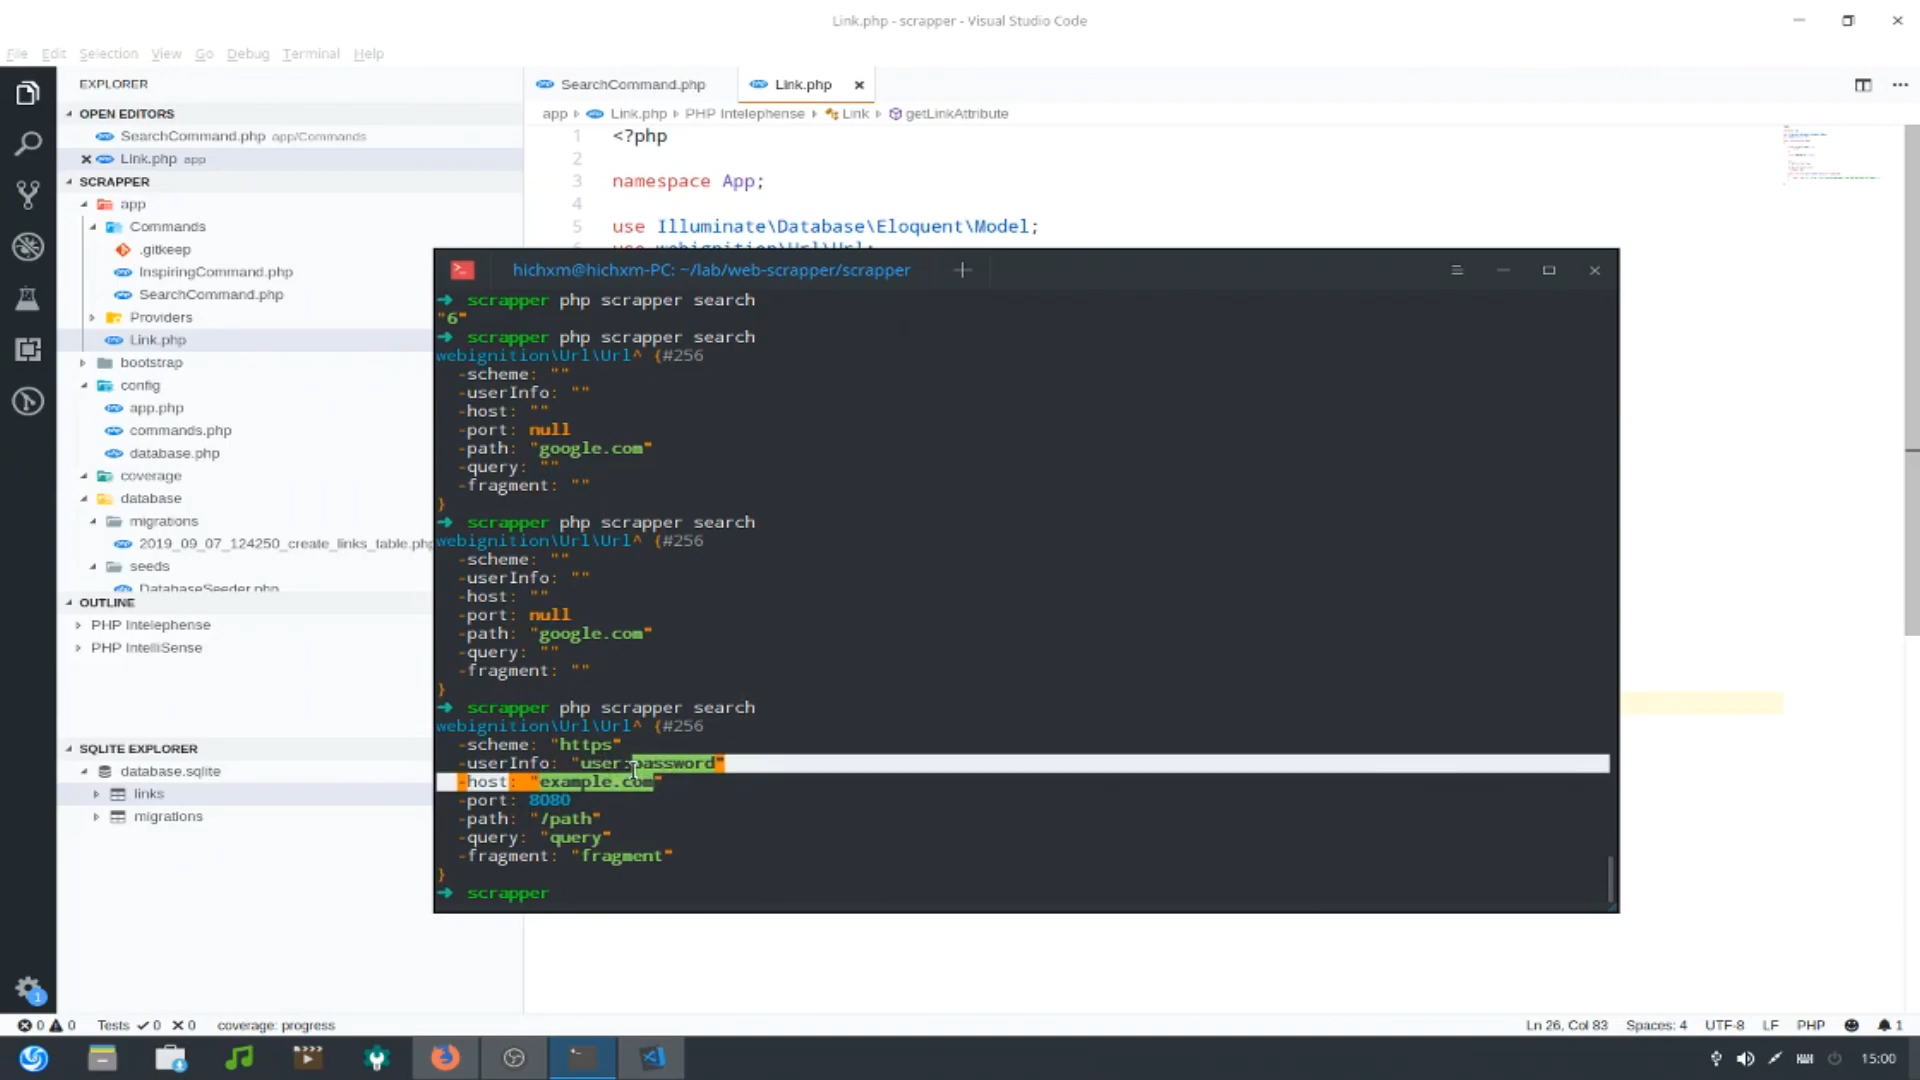 Link.php - scrapper - Visual Studio Code
File Edit Selection View Go Debug Terminal Help
EXPLORER
OPEN EDITORS
SearchCommand.php app/Commands
Link.php app
SCRAPPER
app
Commands
.gitkeep
InspiringCommand.php
SearchCommand.php
Providers
Link.php
bootstrap
config
app.php
commands.php
database.php
coverage
database
migrations
2019_09_07_124250_create_links_table.php
seeds
DatabaseSeeder.php
OUTLINE
PHP Intelephense
PHP IntelliSense
SQLITE EXPLORER
database.sqlite
links
migrations
SearchCommand.php Link.php
app Link.php PHP Intelephense Link getLinkAttribute
1 <?php
2
3 namespace App;
4
5 use Illuminate\Database\Eloquent\Model;
use webignition\Url\Url;
hichxm@hichxm-PC: ~/lab/web-scrapper/scrapper
➜ scrapper php scrapper search
"6"
➜ scrapper php scrapper search
webignition\Url\Url^ {#256
-scheme: ""
-userInfo: ""
-host: ""
-port: null
-path: "google.com"
-query: ""
-fragment: ""
}
➜ scrapper php scrapper search
webignition\Url\Url^ {#256
-scheme: ""
-userInfo: ""
-host: ""
-port: null
-path: "google.com"
-query: ""
-fragment: ""
}
➜ scrapper php scrapper search
webignition\Url\Url^ {#256
-scheme: "https"
-userInfo: "user:password"
-host: "example.com"
-port: 8080
-path: "/path"
-query: "query"
-fragment: "fragment"
}
➜ scrapper
1
0 0 Tests 0 0 coverage: progress
Ln 26, Col 83 Spaces: 4 UTF-8 LF PHP 1
15:00